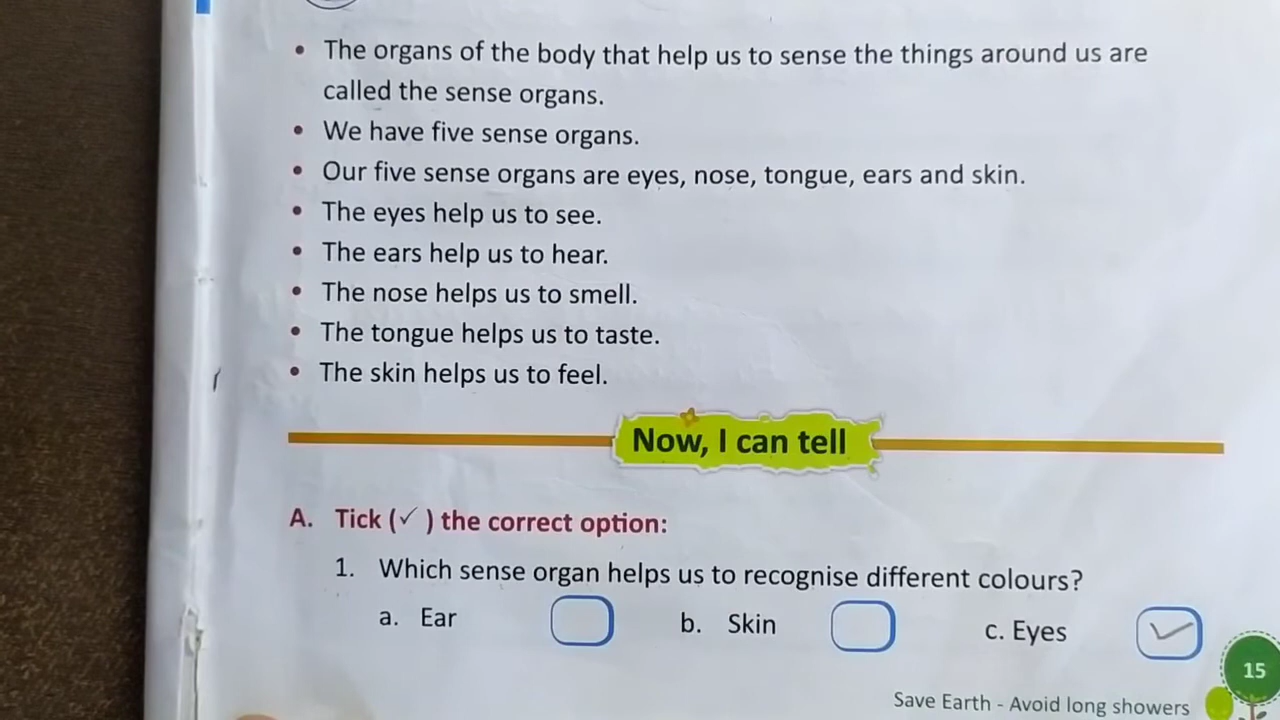 • The organs of the body that help us to sense the things around us are
called the sense organs.
• We have five sense organs.
• Our five sense organs are eyes, nose, tongue, ears and skin.
• The eyes help us to see.
• The ears help us to hear.
• The nose helps us to smell.
• The tongue helps us to taste.
• The skin helps us to feel.
Now, I can tell
A. Tick (✓) the correct option:
1. Which sense organ helps us to recognise different colours?
a. Ear b. Skin c. Eyes ✓
15
Save Earth - Avoid long showers